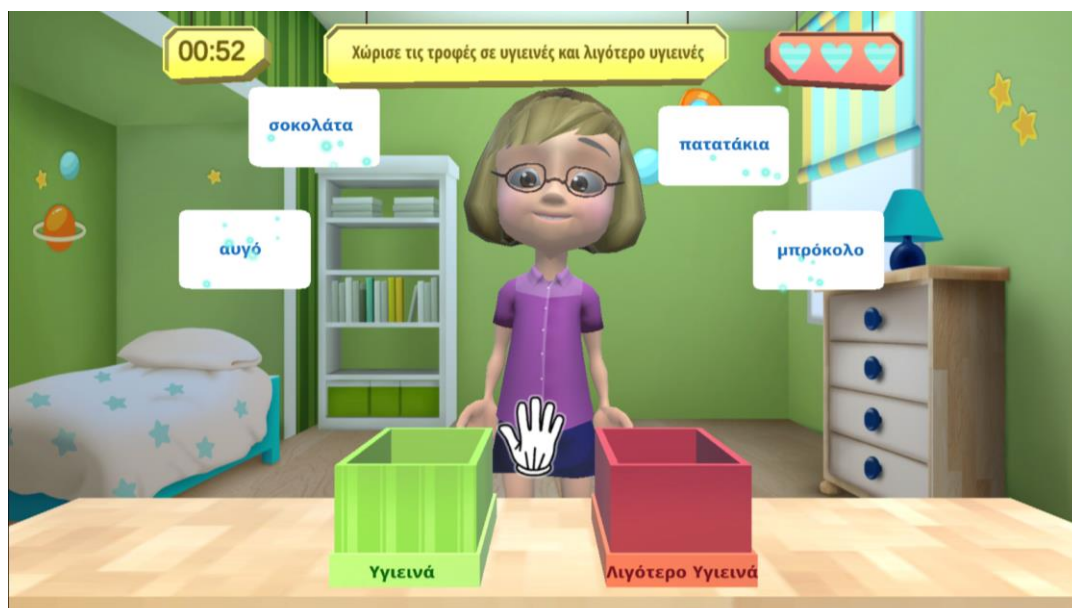 00:52
Χώρισε τις τροφές σε υγιεινές και λιγότερο υγιεινές
σοκολάτα
πατατάκια
αυγό
μπρόκολο
Υγιεινά
Λιγότερο Υγιεινά